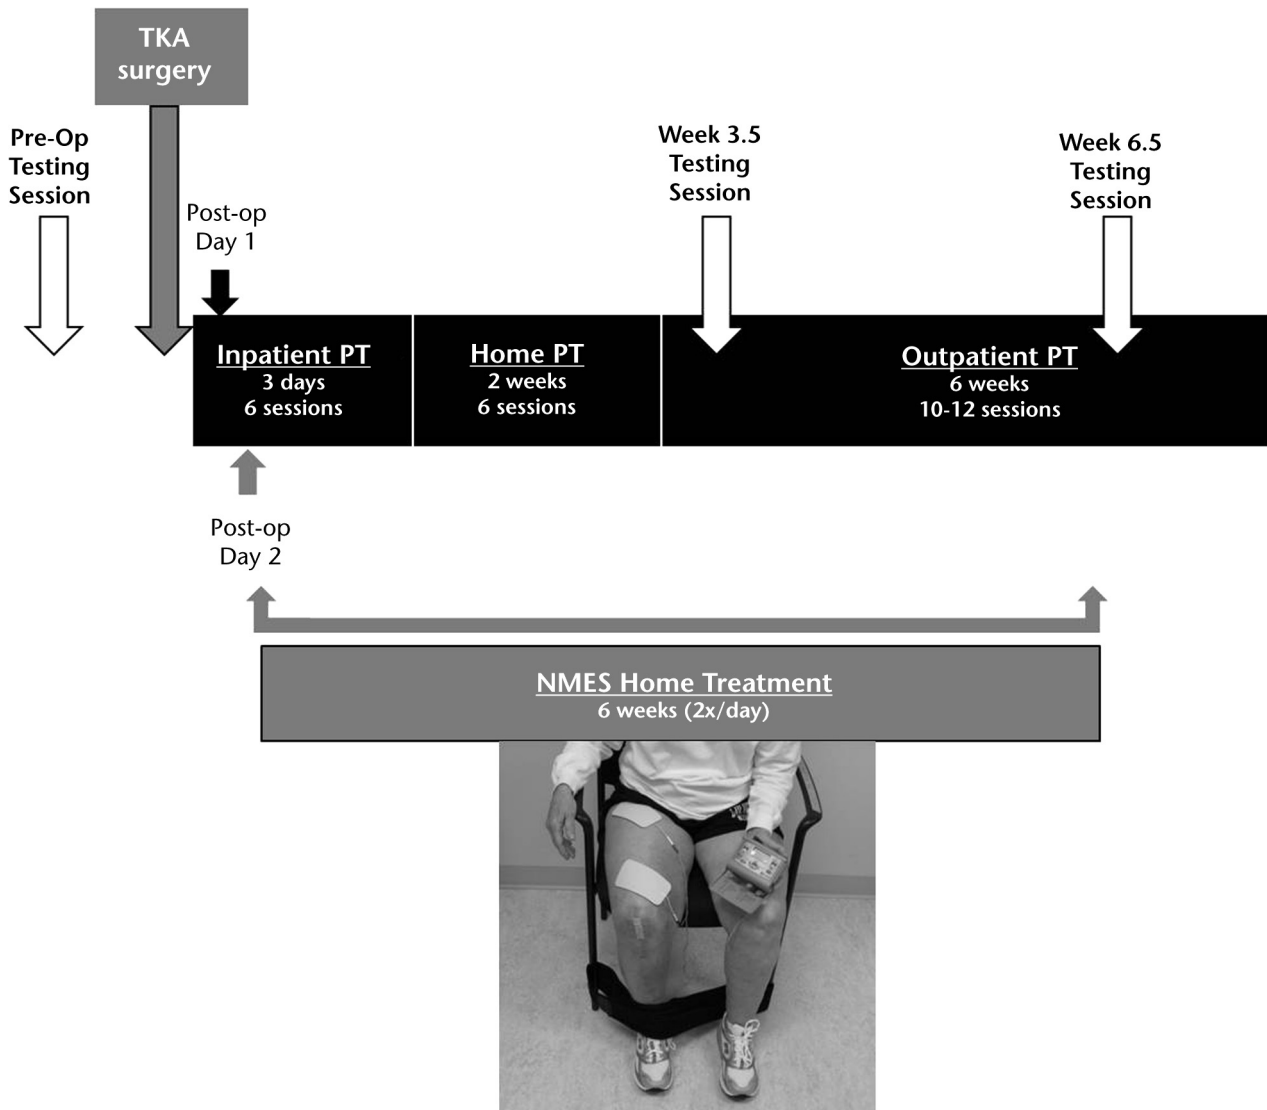 TKA
surgery
Pre-Op
Testing
Session
Post-op
Day 1
Week 3.5
Testing
Session
Week 6.5
Testing
Session
Inpatient PT
3 days
6 sessions
Home PT
2 weeks
6 sessions
Outpatient PT
6 weeks
10-12 sessions
Post-op
Day 2
NMES Home Treatment
6 weeks (2x/day)